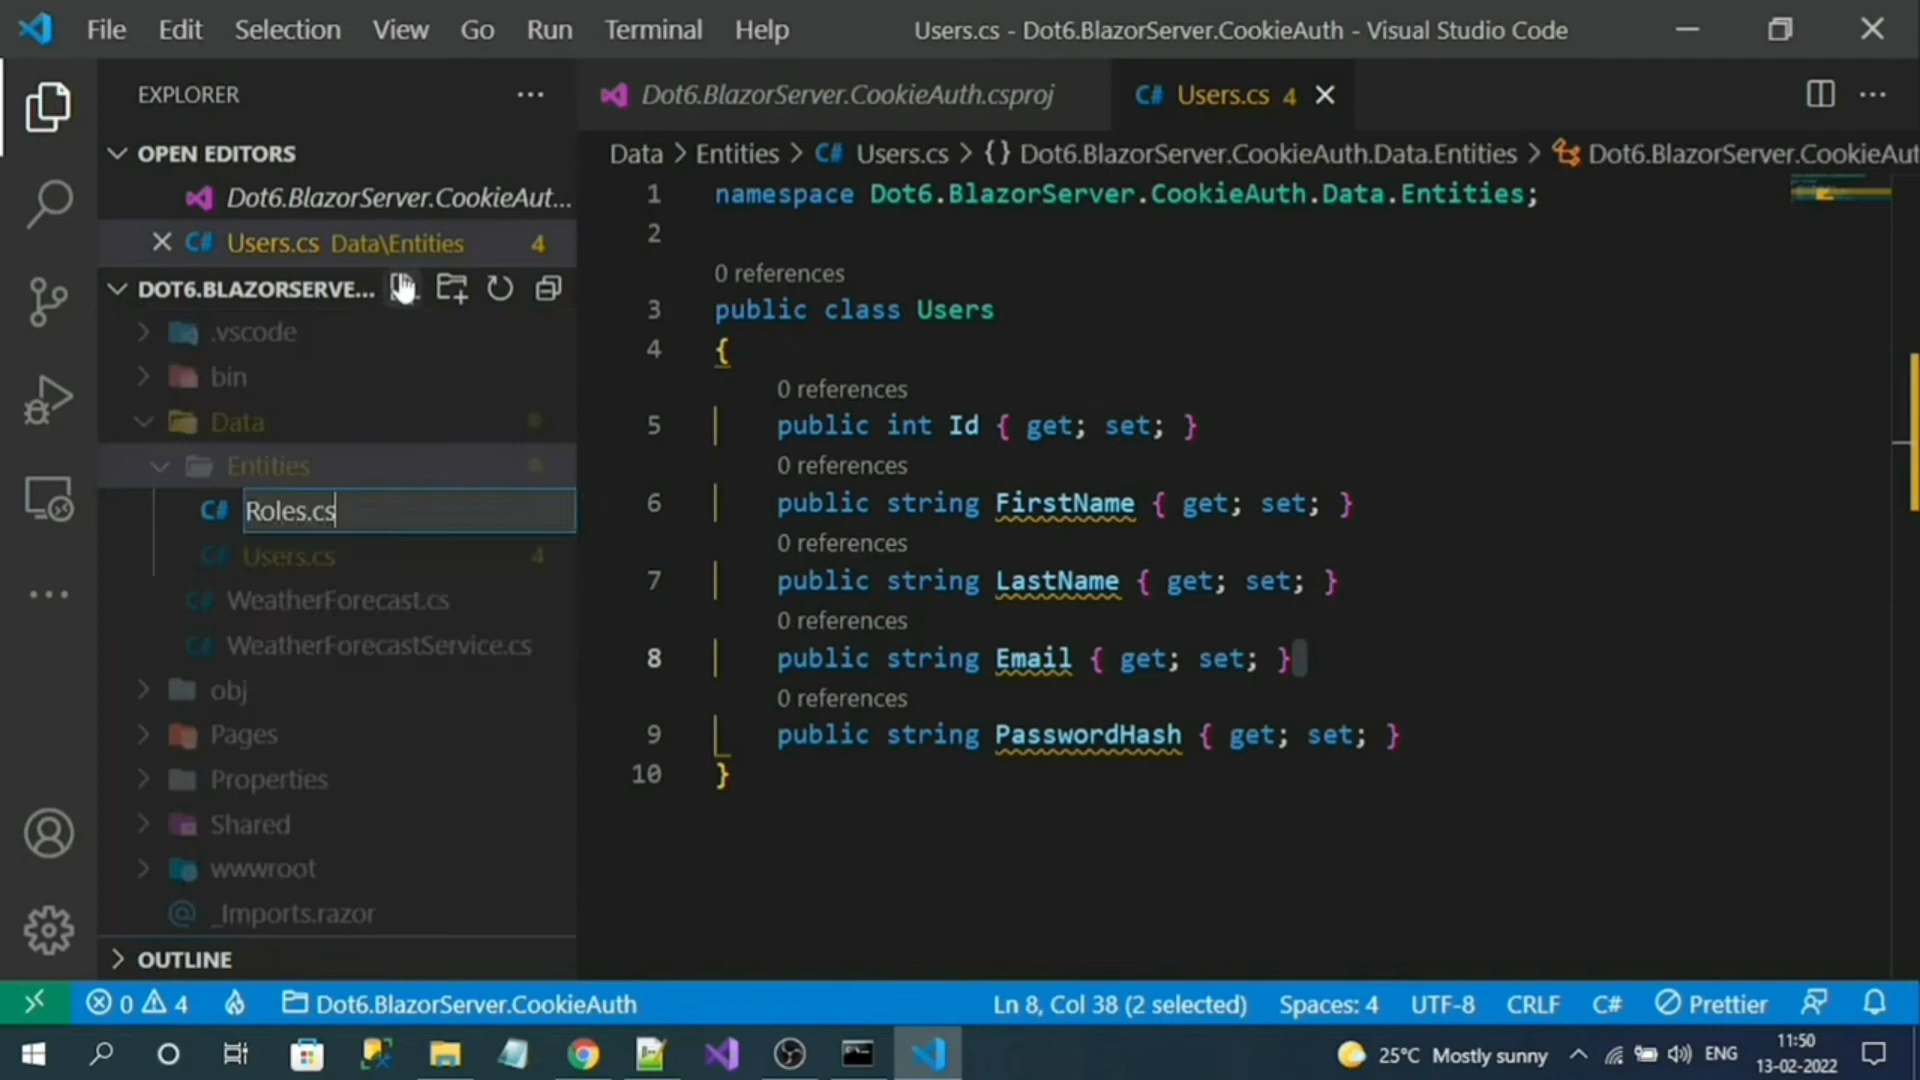 File Edit Selection View Go Run Terminal Help
Users.cs - Dot6.BlazorServer.CookieAuth - Visual Studio Code
EXPLORER
OPEN EDITORS
Dot6.BlazorServer.CookieAut...
Users.cs Data\Entities 4
DOT6.BLAZORSERVE...
.vscode
bin
Data
Entities
C# Roles.cs
C# Users.cs 4
C# WeatherForecast.cs
C# WeatherForecastService.cs
obj
Pages
Properties
Shared
wwwroot
@ _Imports.razor
OUTLINE
Dot6.BlazorServer.CookieAuth.csproj
C# Users.cs 4
Data > Entities > C# Users.cs > {} Dot6.BlazorServer.CookieAuth.Data.Entities > Dot6.BlazorServer.CookieAut
1 namespace Dot6.BlazorServer.CookieAuth.Data.Entities;
2
0 references
3 public class Users
4 {
0 references
5 public int Id { get; set; }
0 references
6 public string FirstName { get; set; }
0 references
7 public string LastName { get; set; }
0 references
8 public string Email { get; set; }
0 references
9 public string PasswordHash { get; set; }
10 }
0 4 Dot6.BlazorServer.CookieAuth Ln 8, Col 38 (2 selected) Spaces: 4 UTF-8 CRLF C# Prettier
25°C Mostly sunny ENG 11:50
13-02-2022